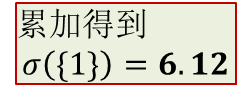 累加得到
σ({1}) = 6.12